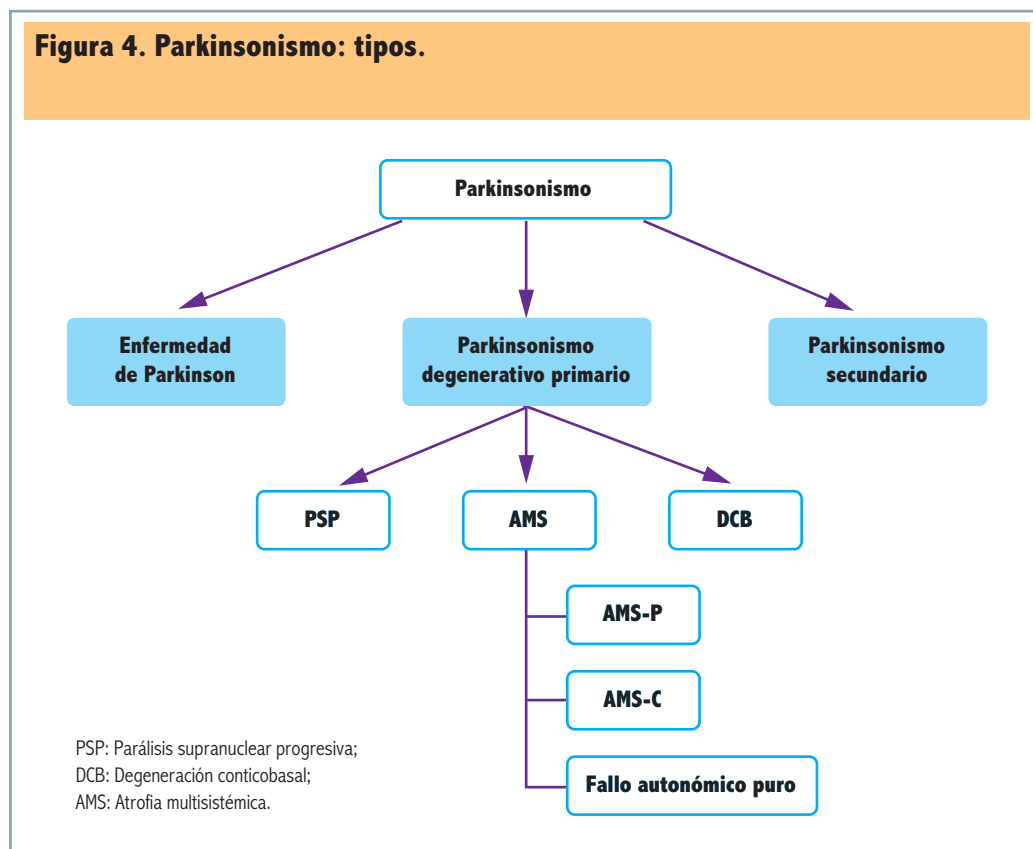 Figura 4. Parkinsonismo: tipos.
Parkinsonismo
Enfermedad
de Parkinson
Parkinsonismo
degenerativo primario
Parkinsonismo
secundario
PSP
AMS
DCB
AMS-P
AMS-C
Fallo autonómico puro
PSP: Parálisis supranuclear progresiva;
DCB: Degeneración conticobasal;
AMS: Atrofia multisistémica.